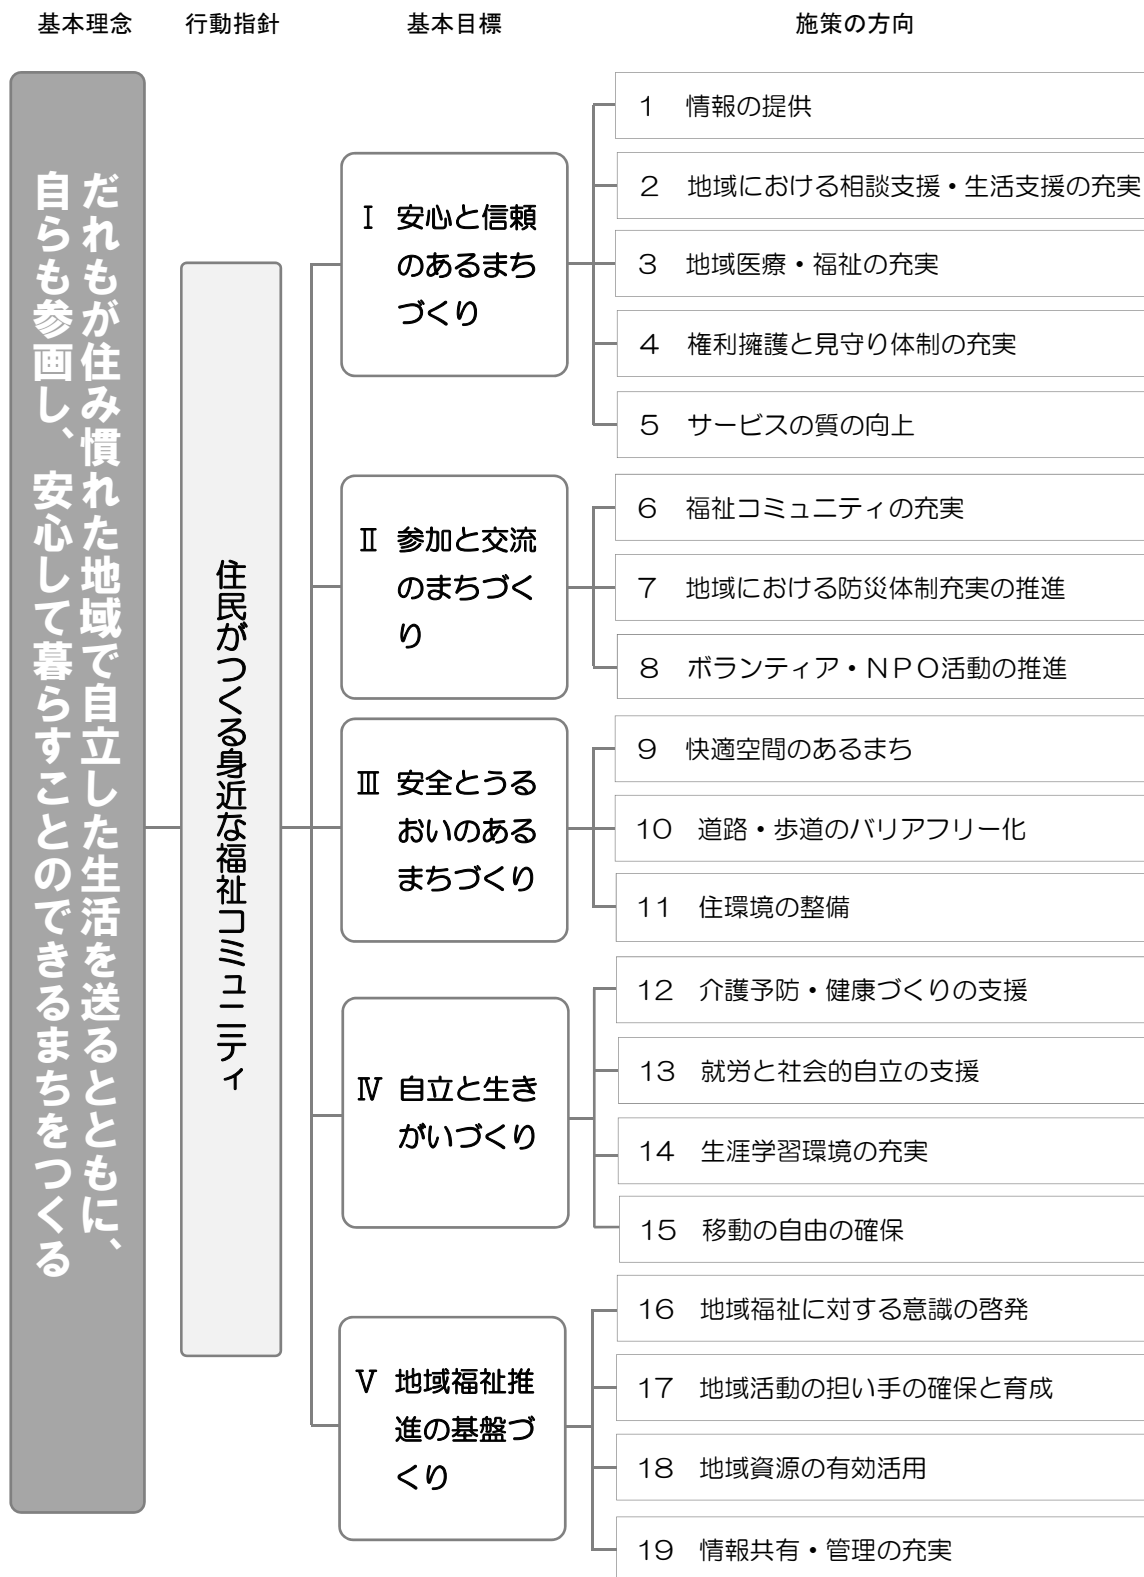 基本理念 行動指針 基本目標 施策の方向
だれもが住み慣れた地域で自立した生活を送るとともに、
自らも参画し、安心して暮らすことのできるまちをつくる
住民がつくる身近な福祉コミュニティ
Ⅰ 安心と信頼
のあるまち
づくり
1 情報の提供
2 地域における相談支援・生活支援の充実
3 地域医療・福祉の充実
4 権利擁護と見守り体制の充実
5 サービスの質の向上
Ⅱ 参加と交流
のまちづく
り
6 福祉コミュニティの充実
7 地域における防災体制充実の推進
8 ボランティア・NPO活動の推進
Ⅲ 安全とうる
おいのある
まちづくり
9 快適空間のあるまち
10 道路・歩道のバリアフリー化
11 住環境の整備
Ⅳ 自立と生き
がいづくり
12 介護予防・健康づくりの支援
13 就労と社会的自立の支援
14 生涯学習環境の充実
15 移動の自由の確保
Ⅴ 地域福祉推
進の基盤づ
くり
16 地域福祉に対する意識の啓発
17 地域活動の担い手の確保と育成
18 地域資源の有効活用
19 情報共有・管理の充実